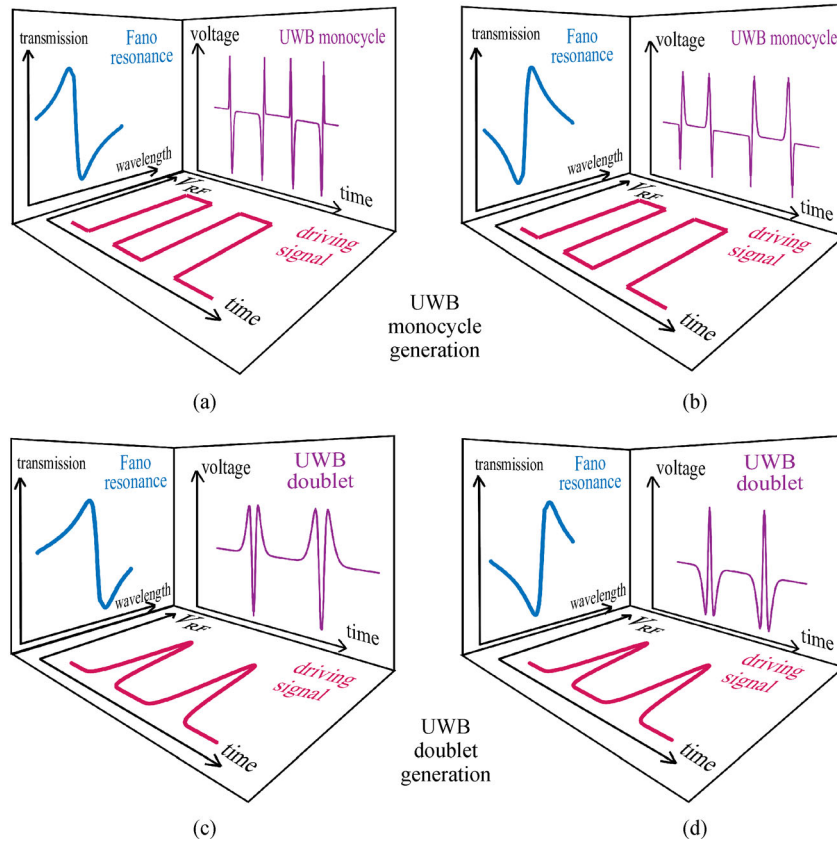 transmission
Fano
resonance
wavelength
voltage
UWB monocycle
time
V_RF
driving
signal
time
(a)
transmission
Fano
resonance
wavelength
voltage
UWB monocycle
time
V_RF
driving
signal
time
(b)
UWB
monocycle
generation
transmission
Fano
resonance
wavelength
voltage
UWB
doublet
time
V_RF
driving
signal
time
(c)
transmission
Fano
resonance
wavelength
voltage
UWB
doublet
time
V_RF
driving
signal
time
(d)
UWB
doublet
generation